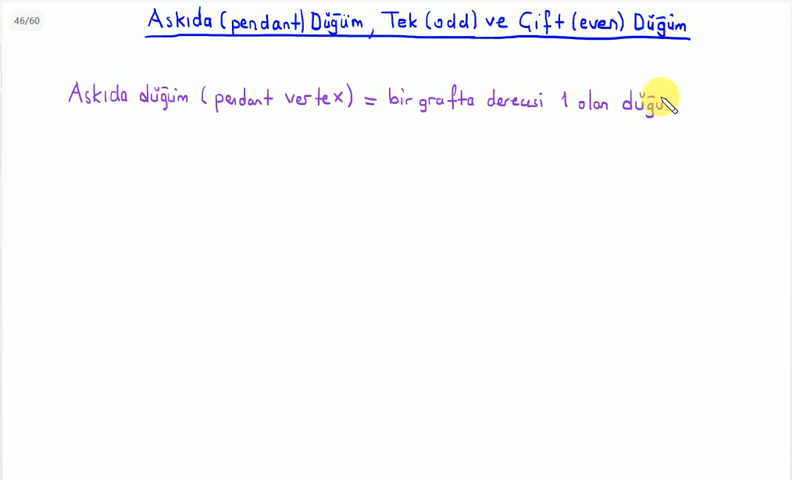 46/60
Askıda (pendant) Düğüm, Tek (odd) ve Çift (even) Düğüm
Askıda düğüm (pendant vertex) = bir grafta derecesi 1 olan düğü